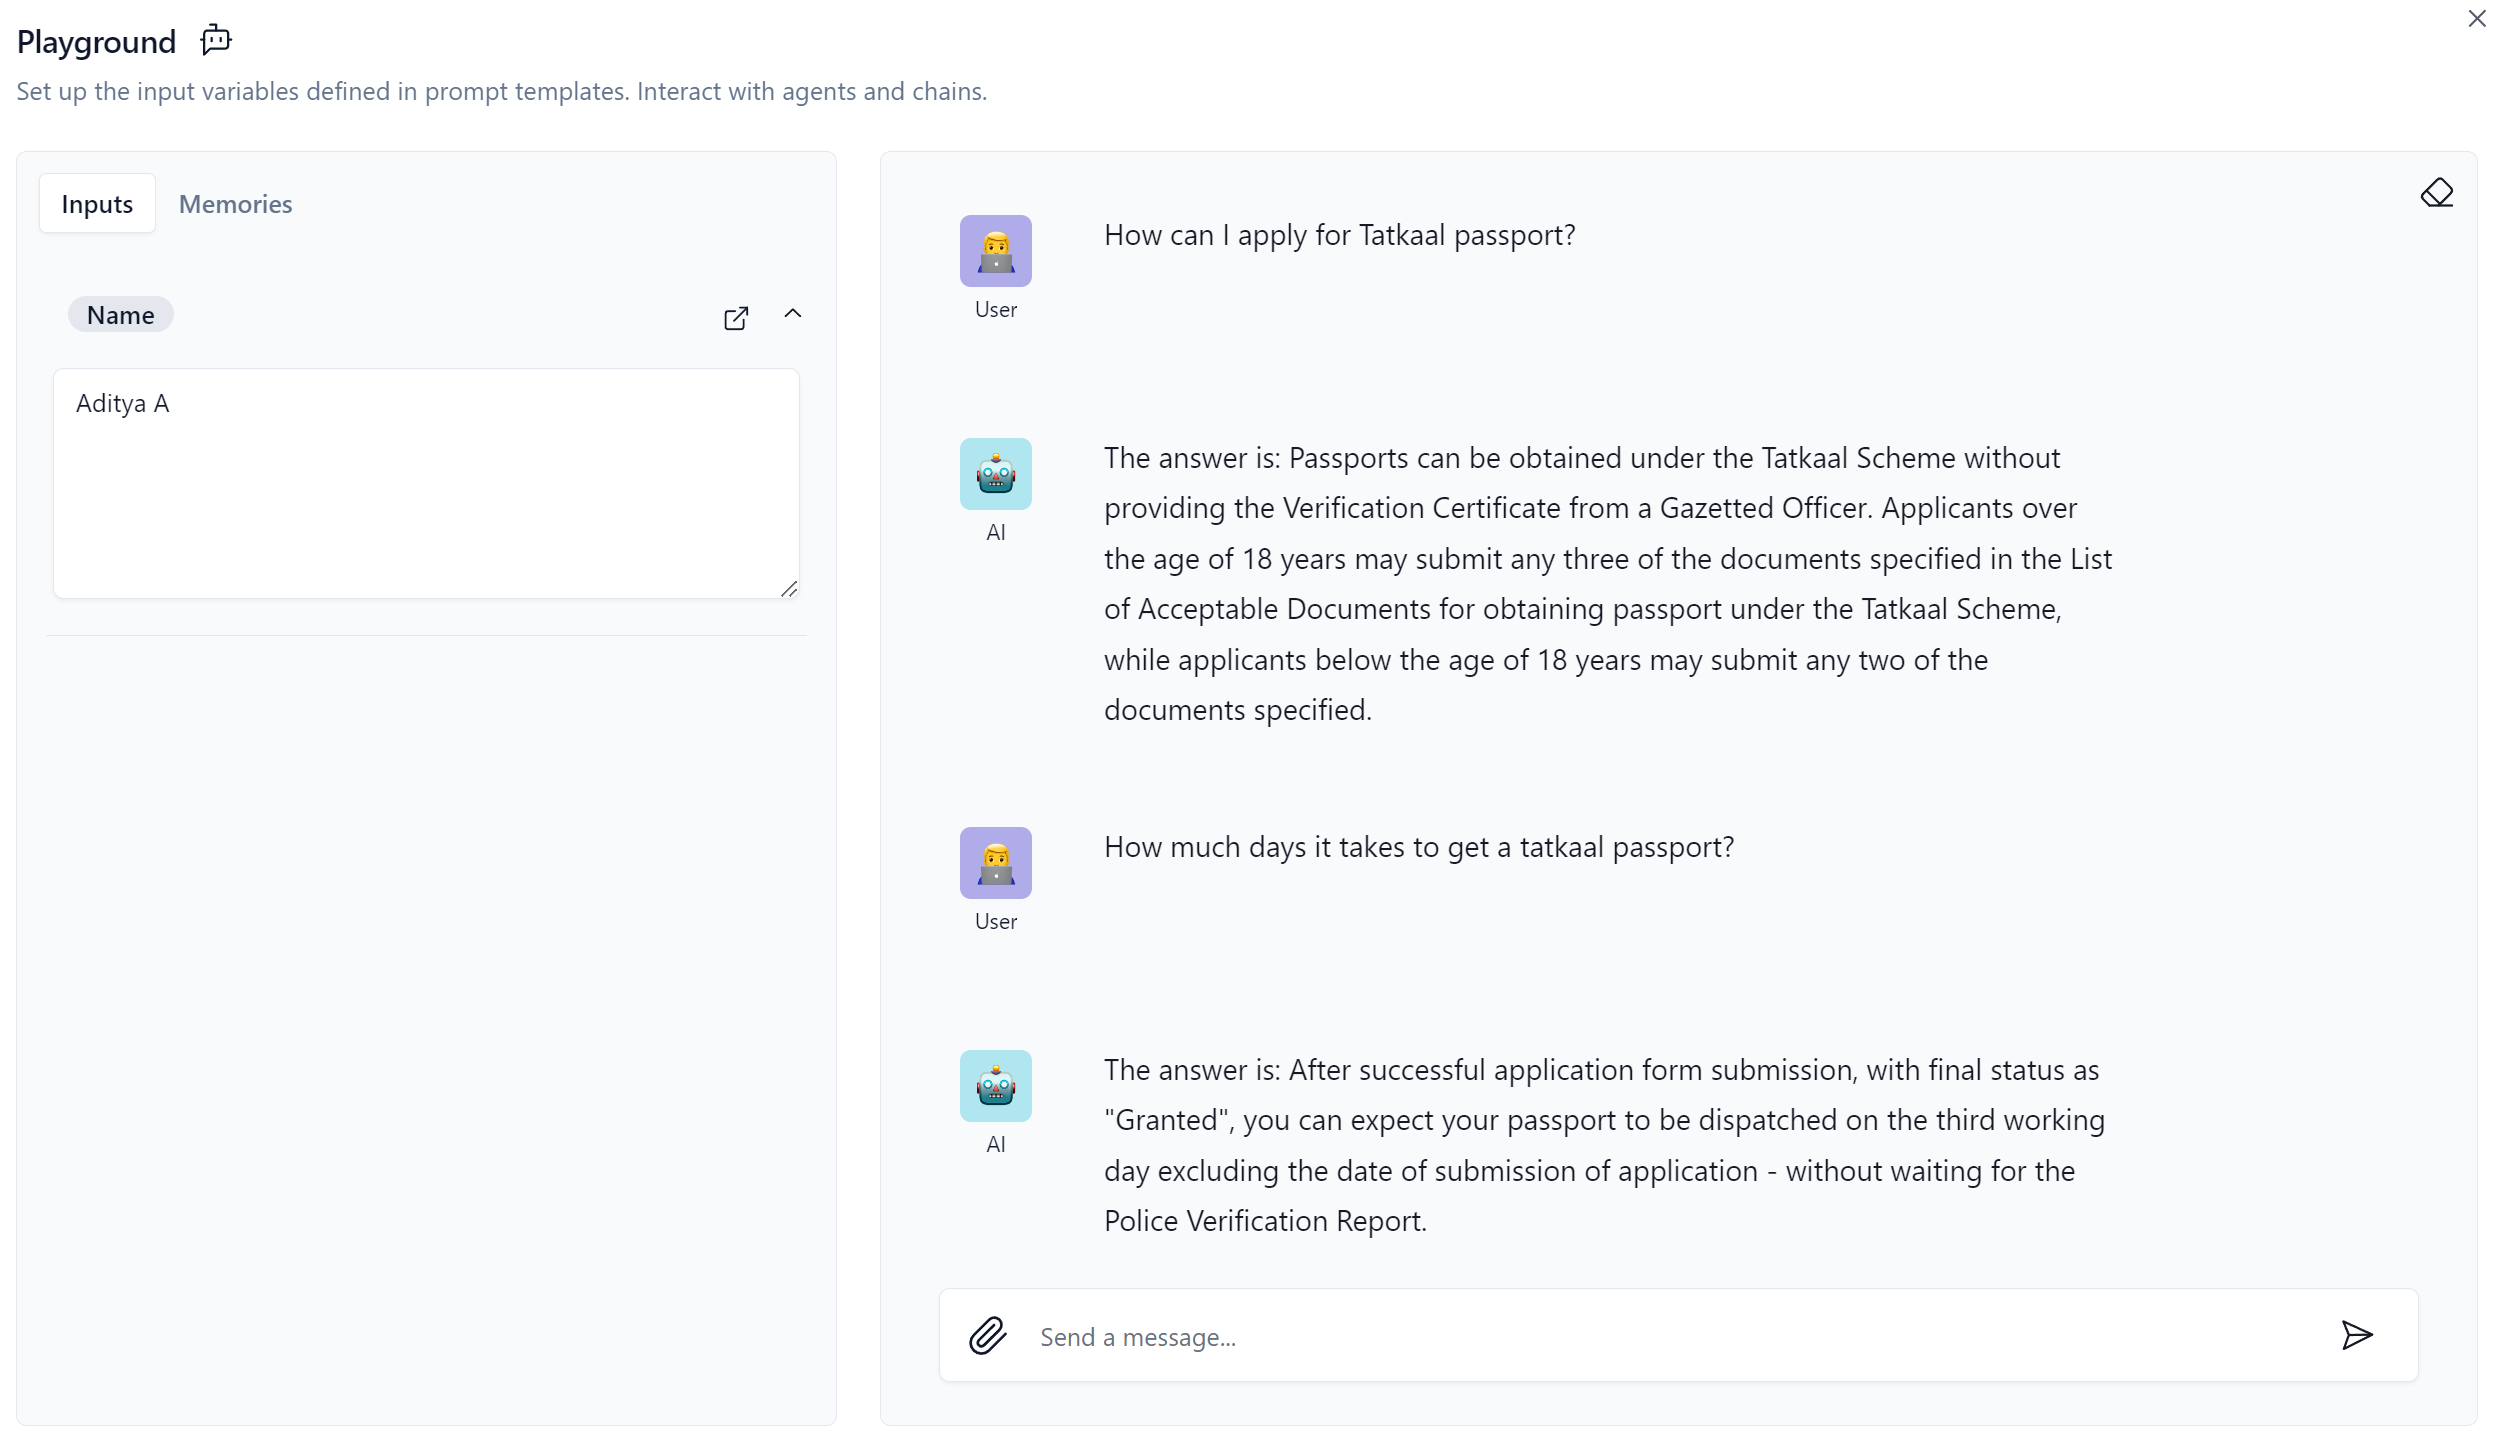 Playground
Set up the input variables defined in prompt templates. Interact with agents and chains.
Inputs
Memories
Name
Aditya A
How can I apply for Tatkaal passport?
User
The answer is: Passports can be obtained under the Tatkaal Scheme without
providing the Verification Certificate from a Gazetted Officer. Applicants over
the age of 18 years may submit any three of the documents specified in the List
of Acceptable Documents for obtaining passport under the Tatkaal Scheme,
while applicants below the age of 18 years may submit any two of the
documents specified.
AI
How much days it takes to get a tatkaal passport?
User
The answer is: After successful application form submission, with final status as
"Granted", you can expect your passport to be dispatched on the third working
day excluding the date of submission of application - without waiting for the
Police Verification Report.
AI
Send a message...